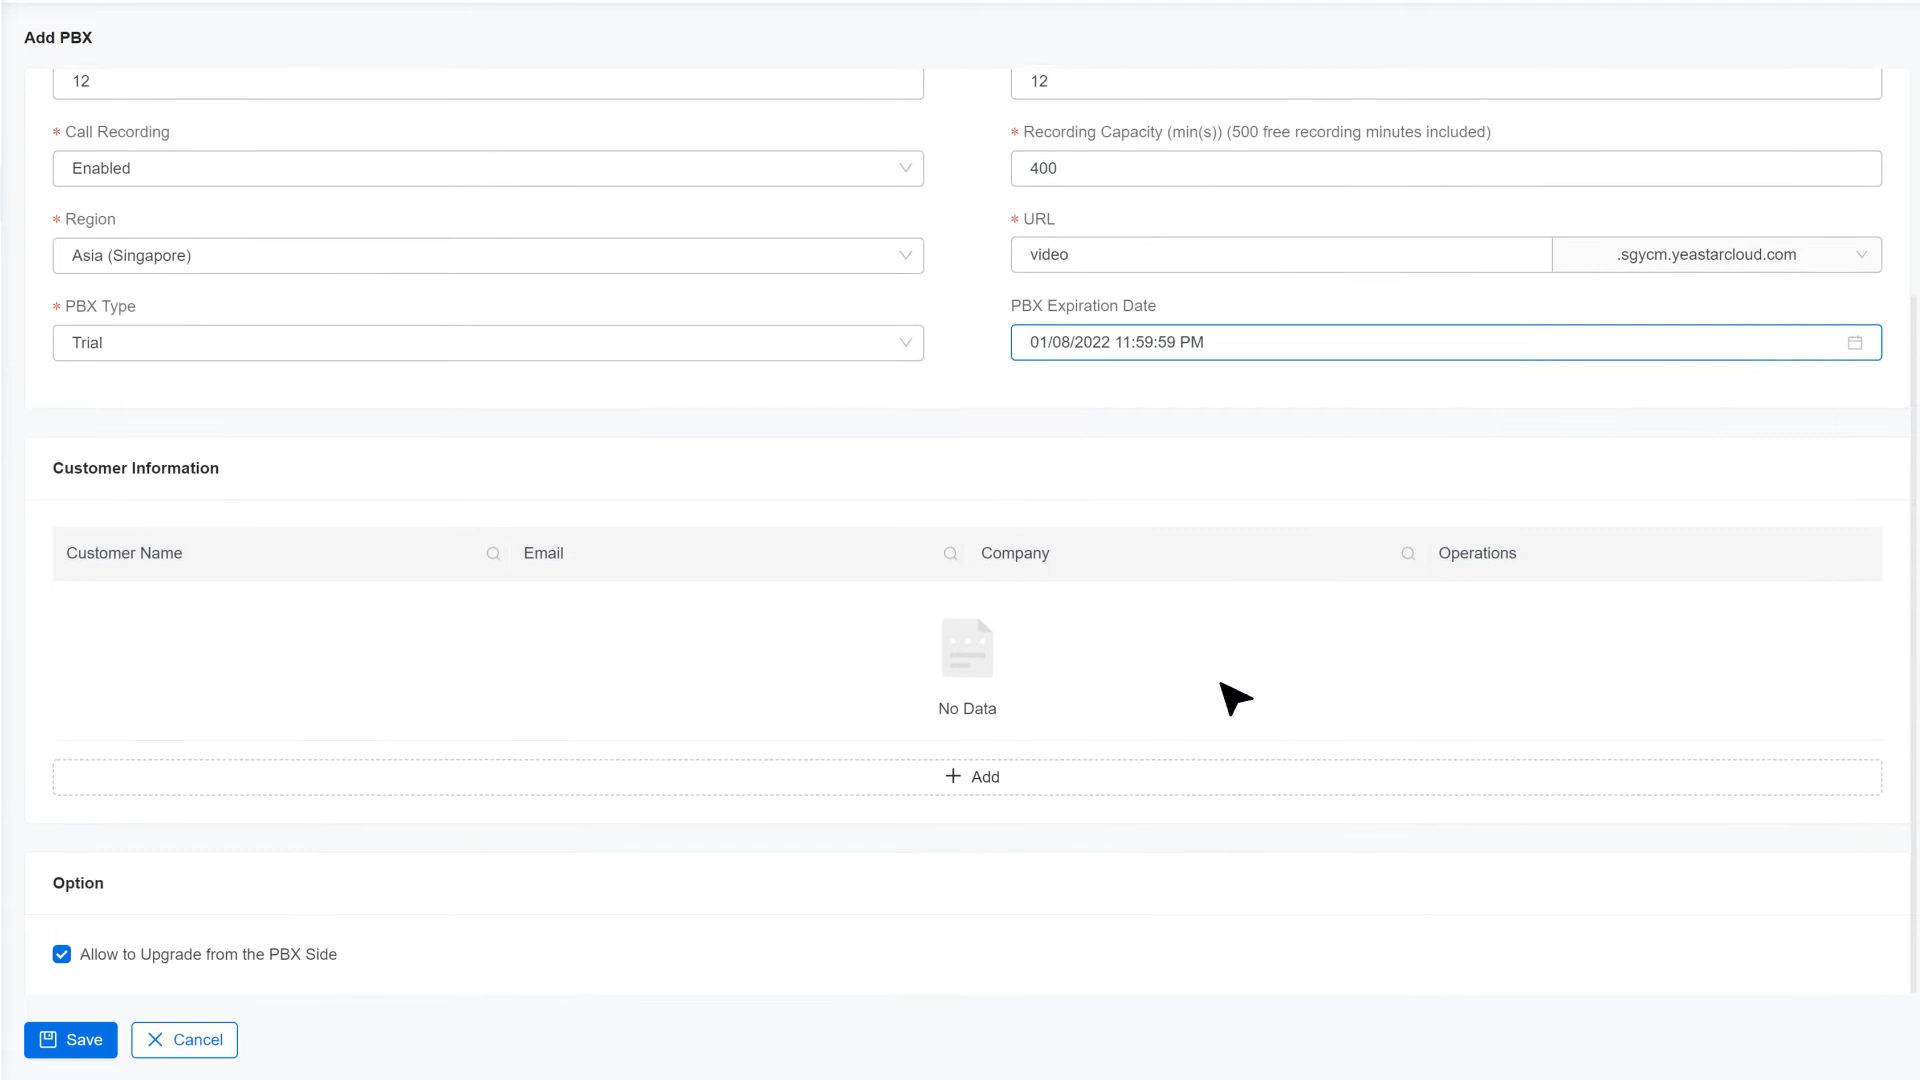 Add PBX
12
12
* Call Recording
* Recording Capacity (min(s)) (500 free recording minutes included)
Enabled
400
* Region
* URL
Asia (Singapore)
video
.sgycm.yeastarcloud.com
* PBX Type
PBX Expiration Date
Trial
01/08/2022 11:59:59 PM
Customer Information
Customer Name
Email
Company
Operations
No Data
+ Add
Option
Allow to Upgrade from the PBX Side
Save
Cancel